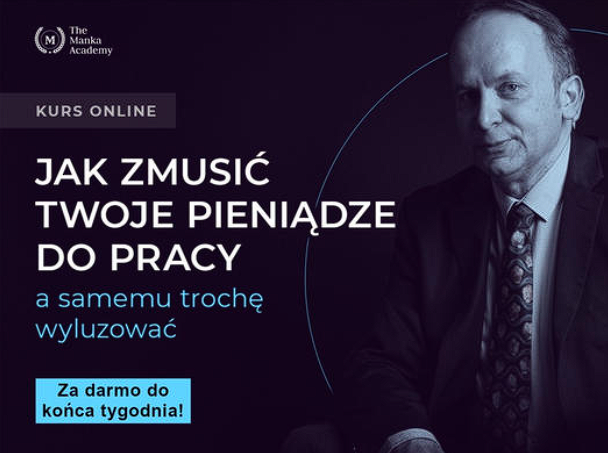 The
Manka
Academy
M
KURS ONLINE
JAK ZMUSIĆ
TWOJE PIENIĄDZE
DO PRACY
a samemu trochę
wyluzować
Za darmo do
końca tygodnia!